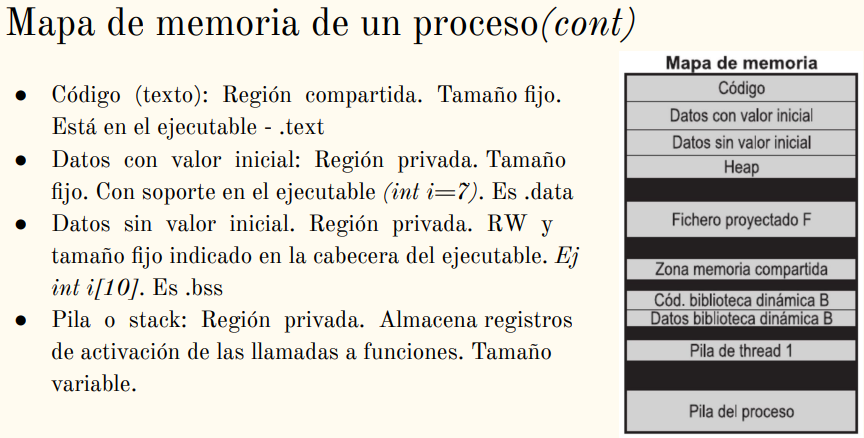 Mapa de memoria de un proceso(cont)
● Código (texto): Región compartida. Tamaño fijo.
Está en el ejecutable - .text
● Datos con valor inicial: Región privada. Tamaño
fijo. Con soporte en el ejecutable (int i=7). Es .data
● Datos sin valor inicial. Región privada. RW y
tamaño fijo indicado en la cabecera del ejecutable. Ej
int i[10]. Es .bss
● Pila o stack: Región privada. Almacena registros
de activación de las llamadas a funciones. Tamaño
variable.
Mapa de memoria
Código
Datos con valor inicial
Datos sin valor inicial
Heap
Fichero proyectado F
Zona memoria compartida
Cód. biblioteca dinámica B
Datos biblioteca dinámica B
Pila de thread 1
Pila del proceso